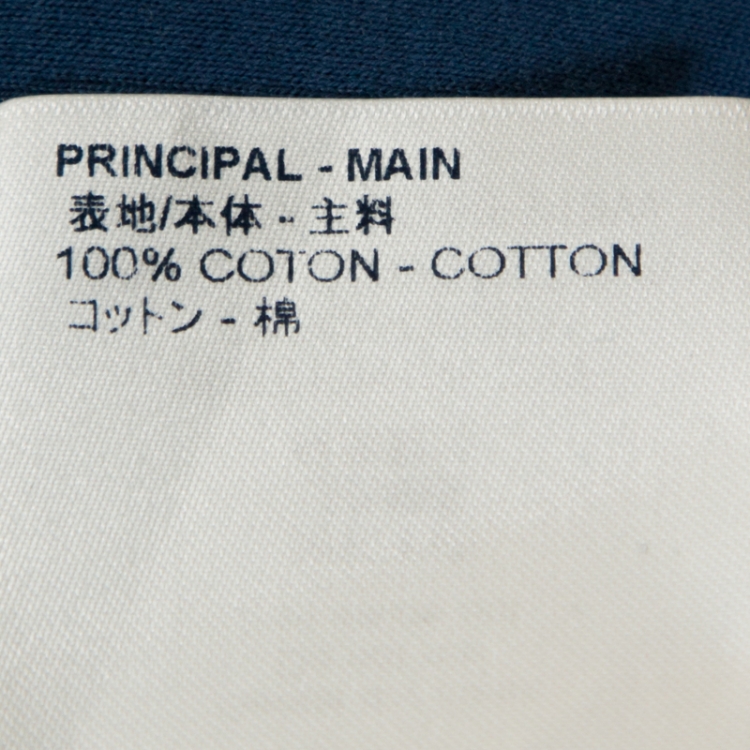 PRINCIPAL - MAIN
表地/本体 - 主料
100% COTON - COTTON
コットン - 棉